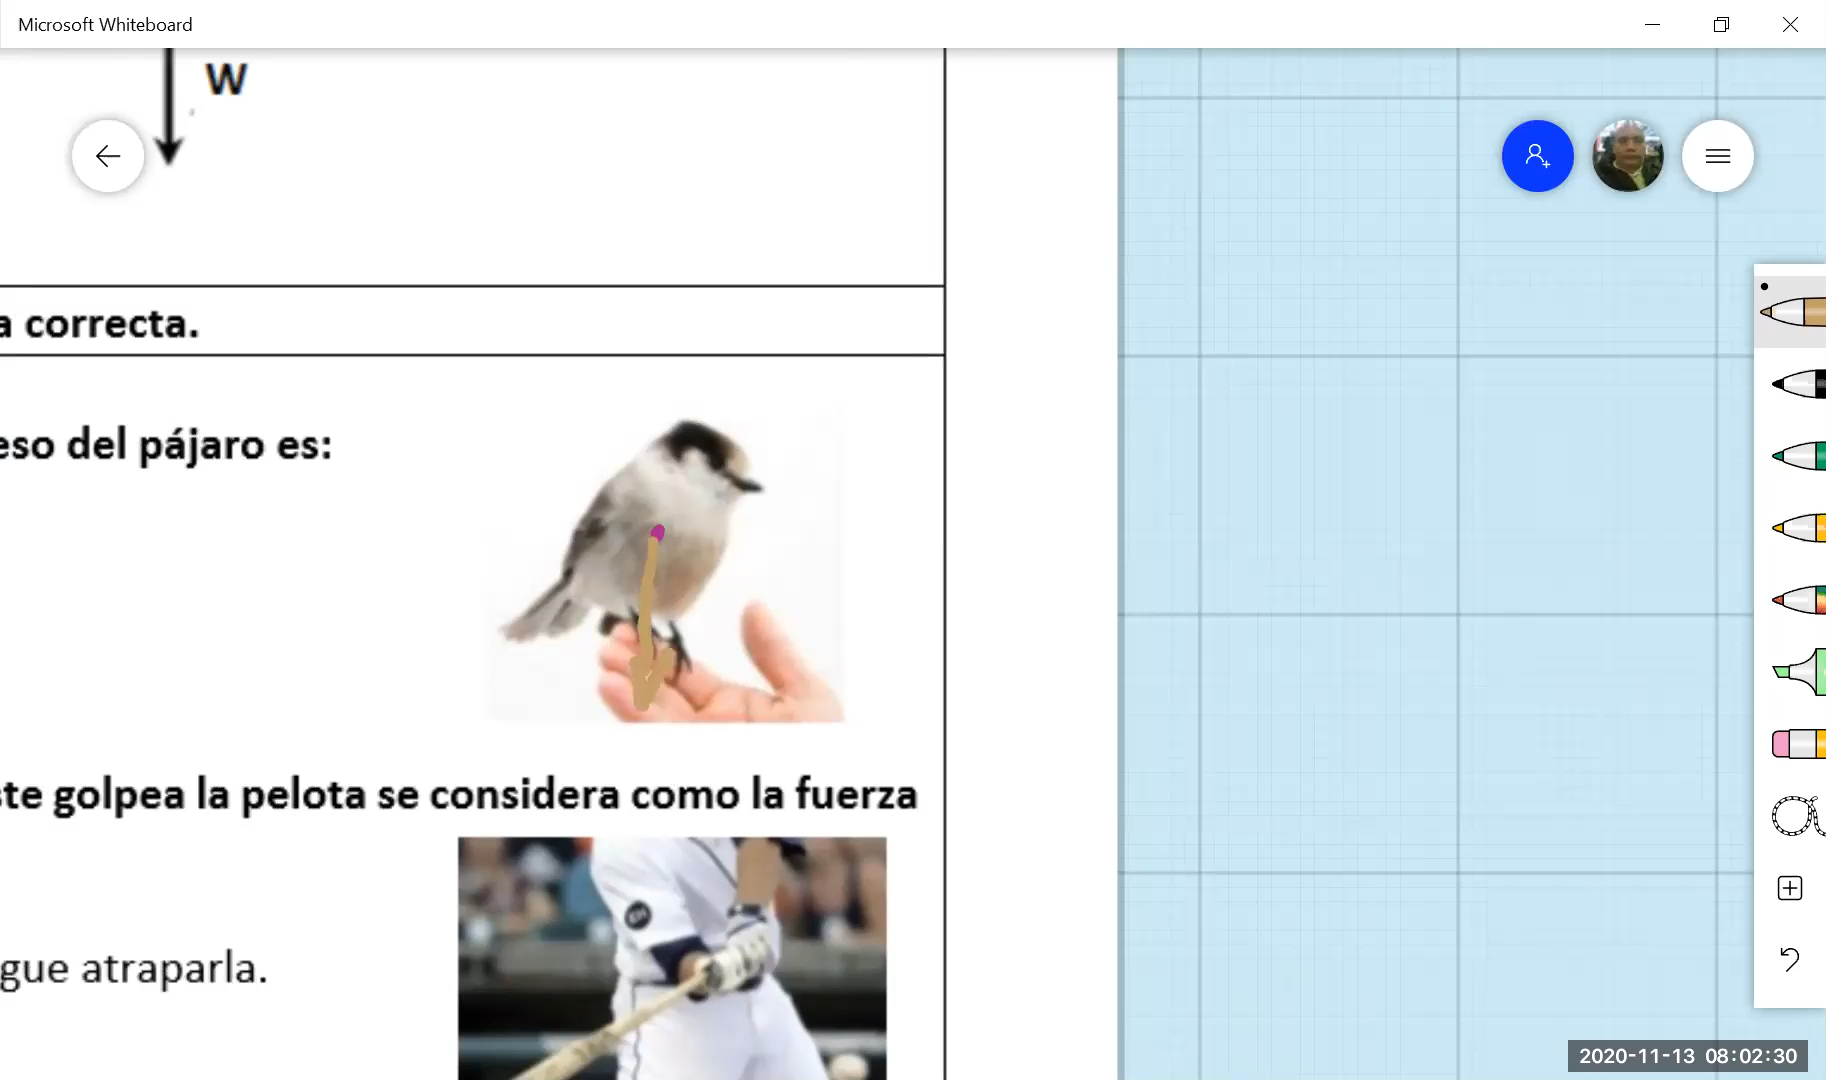 Microsoft Whiteboard
W
a correcta.
eso del pájaro es:
ste golpea la pelota se considera como la fuerza
gue atraparla.
2020-11-13 08:02:30